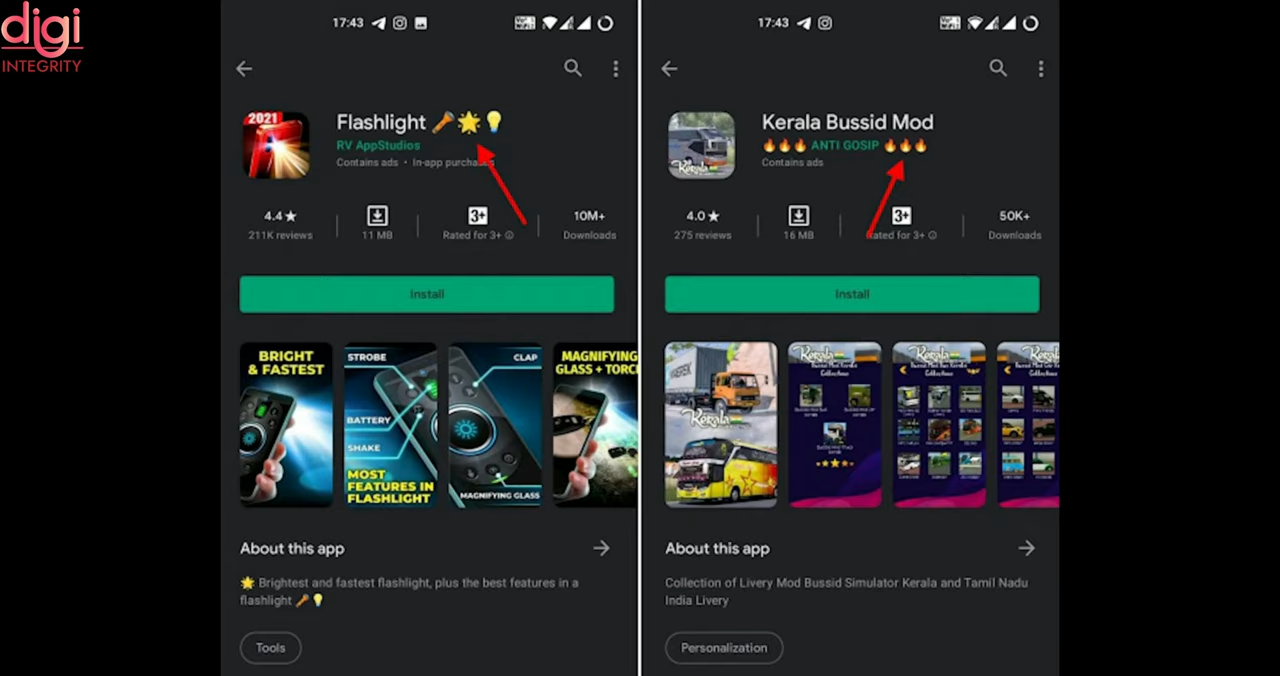 digi
INTEGRITY
17:43
Flashlight 🔦🌟💡
RV AppStudios
Contains ads • In-app purchases
4.4★
211K reviews
11 MB
3+
Rated for 3+
10M+
Downloads
Install
2021
BRIGHT
& FASTEST
STROBE
BATTERY
SHAKE
MOST
FEATURES IN
FLASHLIGHT
CLAP
MAGNIFYING GLASS
MAGNIFYING
GLASS + TORCH
About this app
🌟 Brightest and fastest flashlight, plus the best features in a
flashlight 🔦💡
Tools
17:43
Kerala Bussid Mod
🔥🔥🔥 ANTI GOSIP 🔥🔥🔥
Contains ads
Kerala
4.0★
275 reviews
16 MB
3+
Rated for 3+
50K+
Downloads
Install
Kerala
Kerala
Kerala
About this app
Collection of Livery Mod Bussid Simulator Kerala and Tamil Nadu
India Livery
Personalization